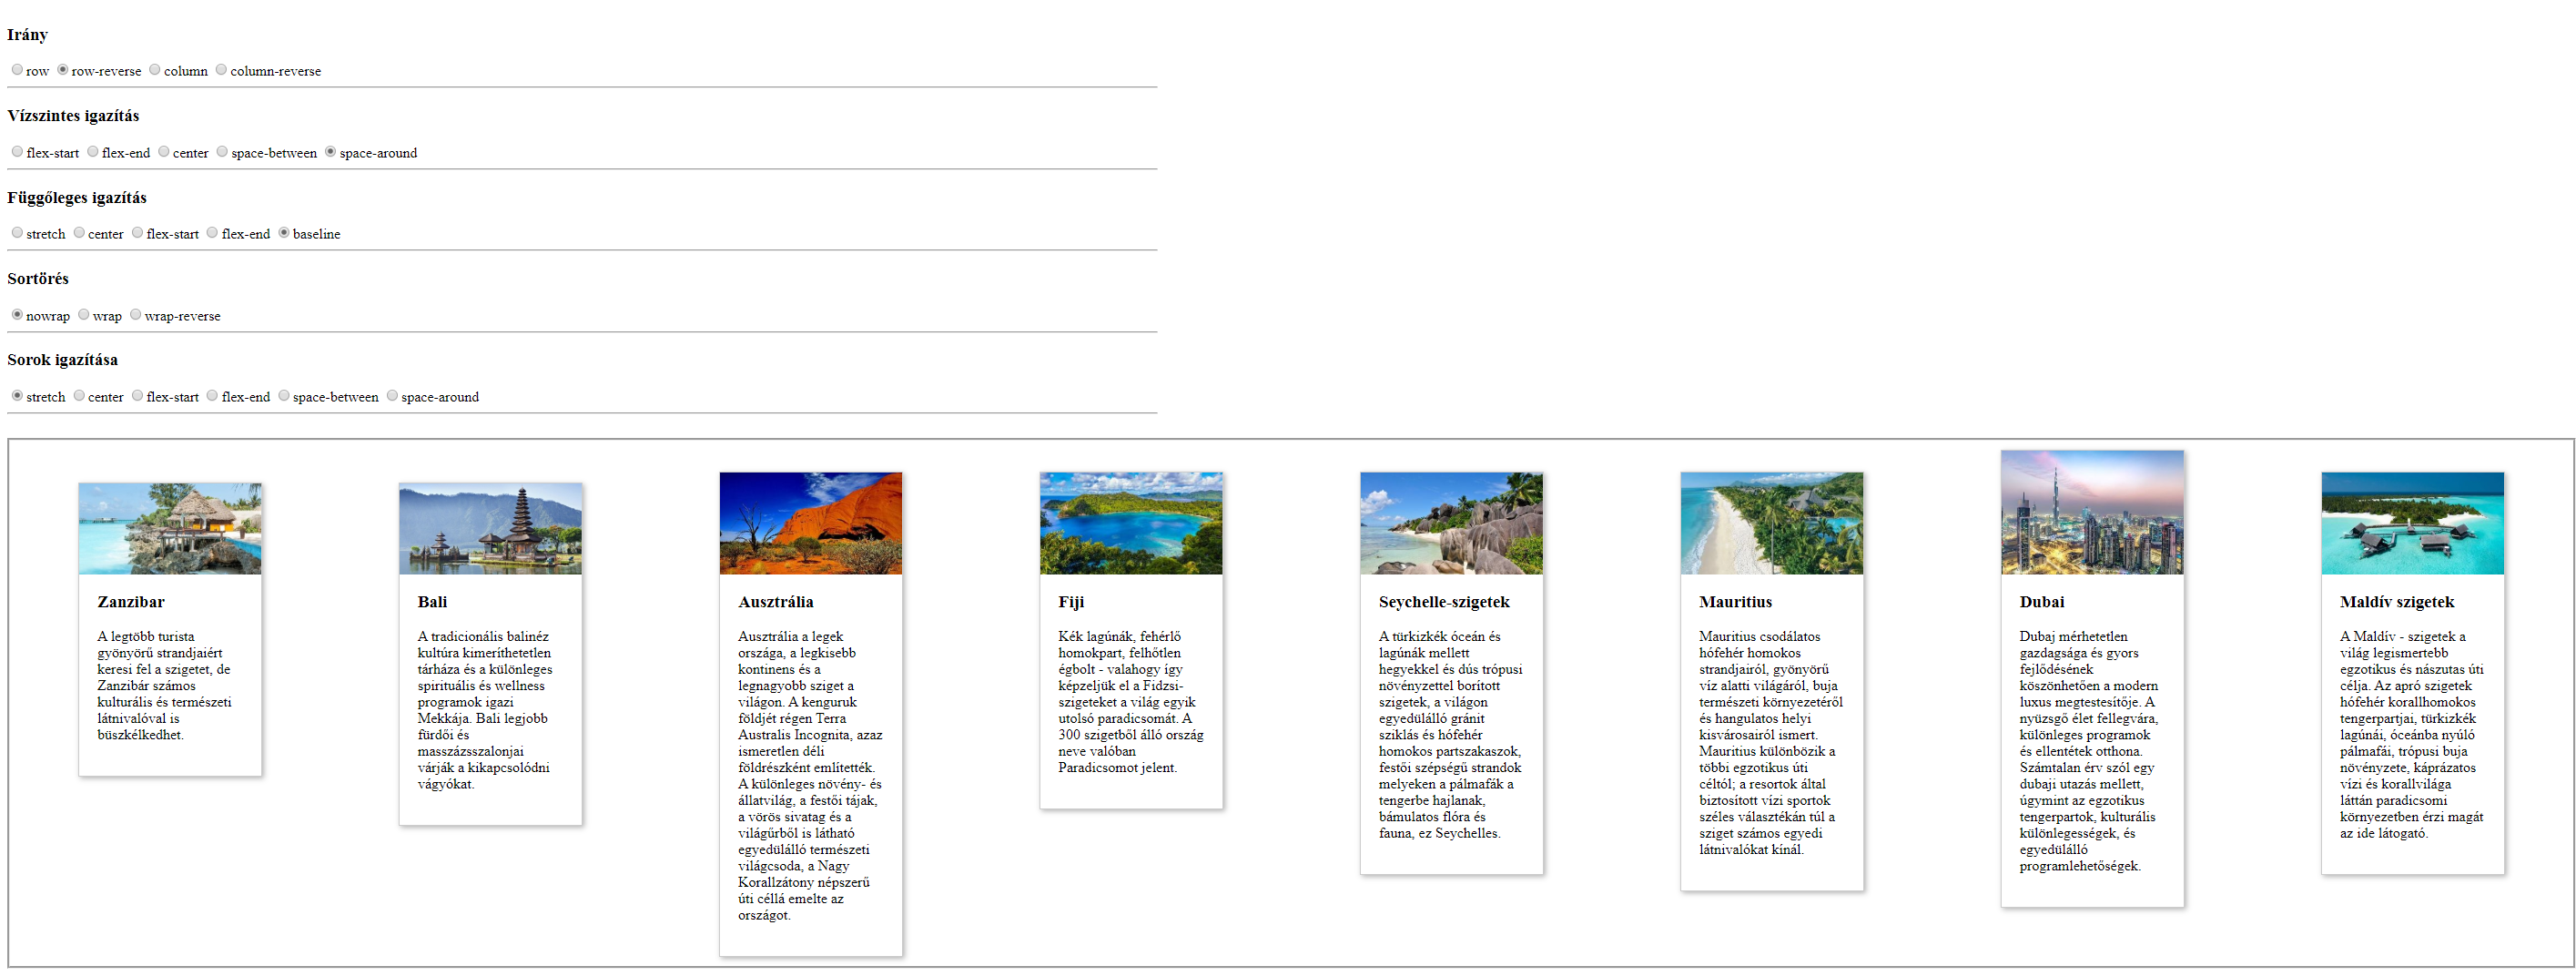 Irány
row row-reverse column column-reverse
Vízszintes igazítás
flex-start flex-end center space-between space-around
Függőleges igazítás
stretch center flex-start flex-end baseline
Sortörés
nowrap wrap wrap-reverse
Sorok igazítása
stretch center flex-start flex-end space-between space-around
Zanzibar
A legtöbb turista
gyönyörű strandjaiért
keresi fel a szigetet, de
Zanzibár számos
kulturális és természeti
látnivalóval is
büszkélkedhet.
Bali
A tradicionális balinéz
kultúra kimeríthetetlen
tárháza és a különleges
spirituális és wellness
programok igazi
Mekkája. Bali legjobb
fürdői és
masszázsszalonjai
várják a kikapcsolódni
vágyókat.
Ausztrália
Ausztrália a legek
országa, a legkisebb
kontinens és a
legnagyobb sziget a
világon. A kenguruk
földjét régen Terra
Australis Incognita, azaz
ismeretlen déli
földrészként említették.
A különleges növény- és
állatvilág, a festői tájak,
a vörös sivatag és a
világűrből is látható
egyedülálló természeti
világcsoda, a Nagy
Korallzátony népszerű
úti céllá emelte az
országot.
Fiji
Kék lagúnák, fehérlő
homokpart, felhőtlen
égbolt - valahogy így
képzeljük el a Fidzsi-
szigeteket a világ egyik
utolsó paradicsomát. A
300 szigetből álló ország
neve valóban
Paradicsomot jelent.
Seychelle-szigetek
A türkizkék óceán és
lagúnák mellett
hegyekkel és dús trópusi
növényzettel borított
szigetek, a világon
egyedülálló gránit
sziklás és hófehér
homokos partszakaszok,
festői szépségű strandok
melyeken a pálmafák a
tengerbe hajlanak,
bámulatos flóra és
fauna, ez Seychelles.
Mauritius
Mauritius csodálatos
hófehér homokos
strandjairól, gyönyörű
víz alatti világáról, buja
természeti környezetéről
és hangulatos helyi
kisvárosairól ismert.
Mauritius különbözik a
többi egzotikus úti
céltól; a resortok által
biztosított vízi sportok
széles választékán túl a
sziget számos egyedi
látnivalókat kínál.
Dubai
Dubaj mérhetetlen
gazdagsága és gyors
fejlődésének
köszönhetően a modern
luxus megtestesítője. A
nyüzsgő élet fellegvára,
különleges programok
és ellentétek otthona.
Számtalan érv szól egy
dubaji utazás mellett,
úgymint az egzotikus
tengerpartok, kulturális
különlegességek, és
egyedülálló
programlehetőségek.
Maldív szigetek
A Maldív - szigetek a
világ legismertebb
egzotikus és nászutas úti
célja. Az apró szigetek
hófehér korallhomokos
tengerpartjai, türkizkék
lagúnái, óceánba nyúló
pálmafái, trópusi buja
növényzete, káprázatos
vízi és korallvilága
láttán paradicsomi
környezetben érzi magát
az ide látogató.